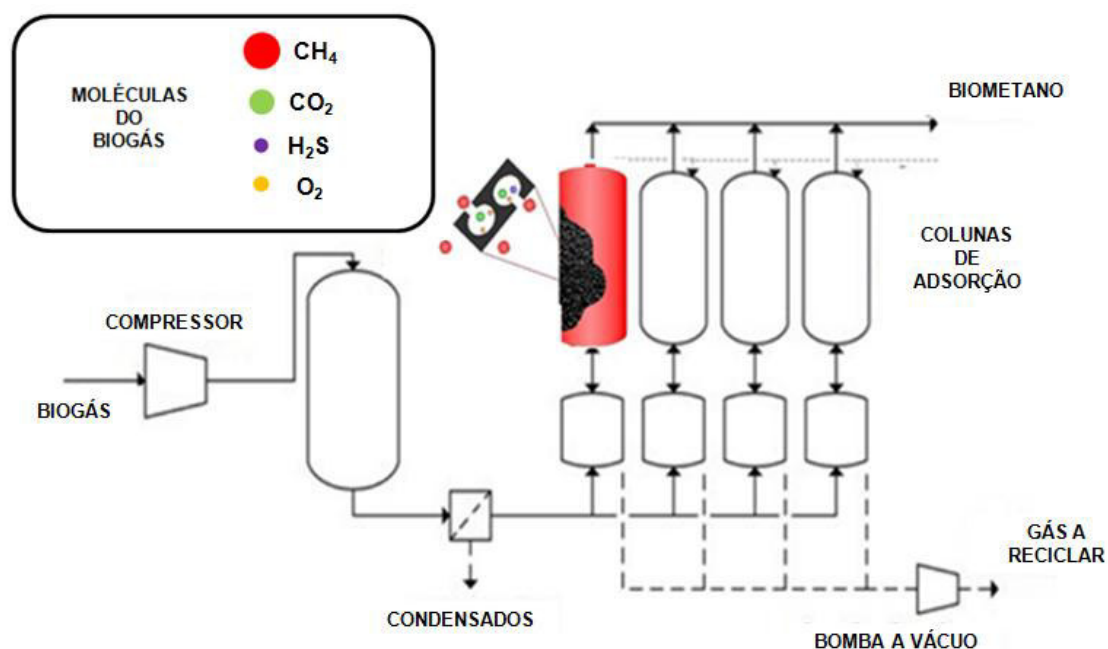 MOLÉCULAS
DO
BIOGÁS
CH₄
CO₂
H₂S
O₂
BIOMETANO
COLUNAS
DE
ADSORÇÃO
COMPRESSOR
BIOGÁS
GÁS A
RECICLAR
CONDENSADOS
BOMBA A VÁCUO